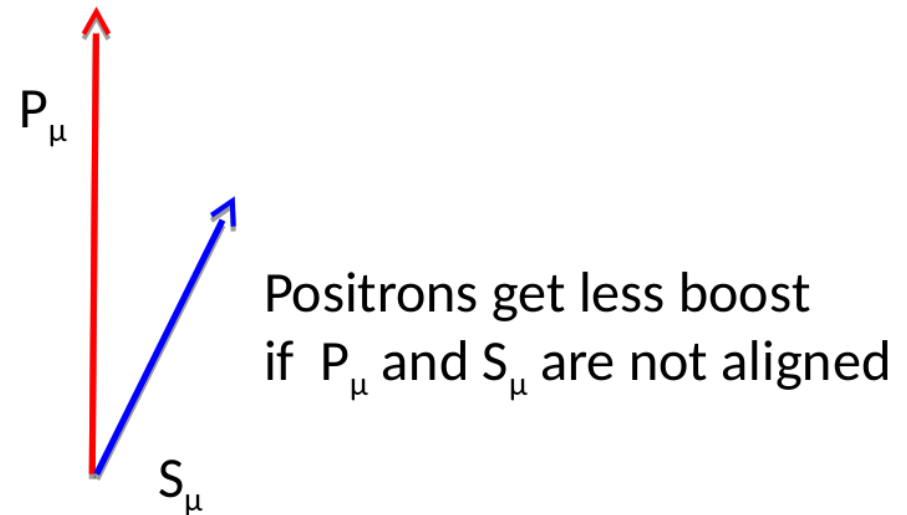 Pμ
Positrons get less boost
if Pμ and Sμ are not aligned
Sμ